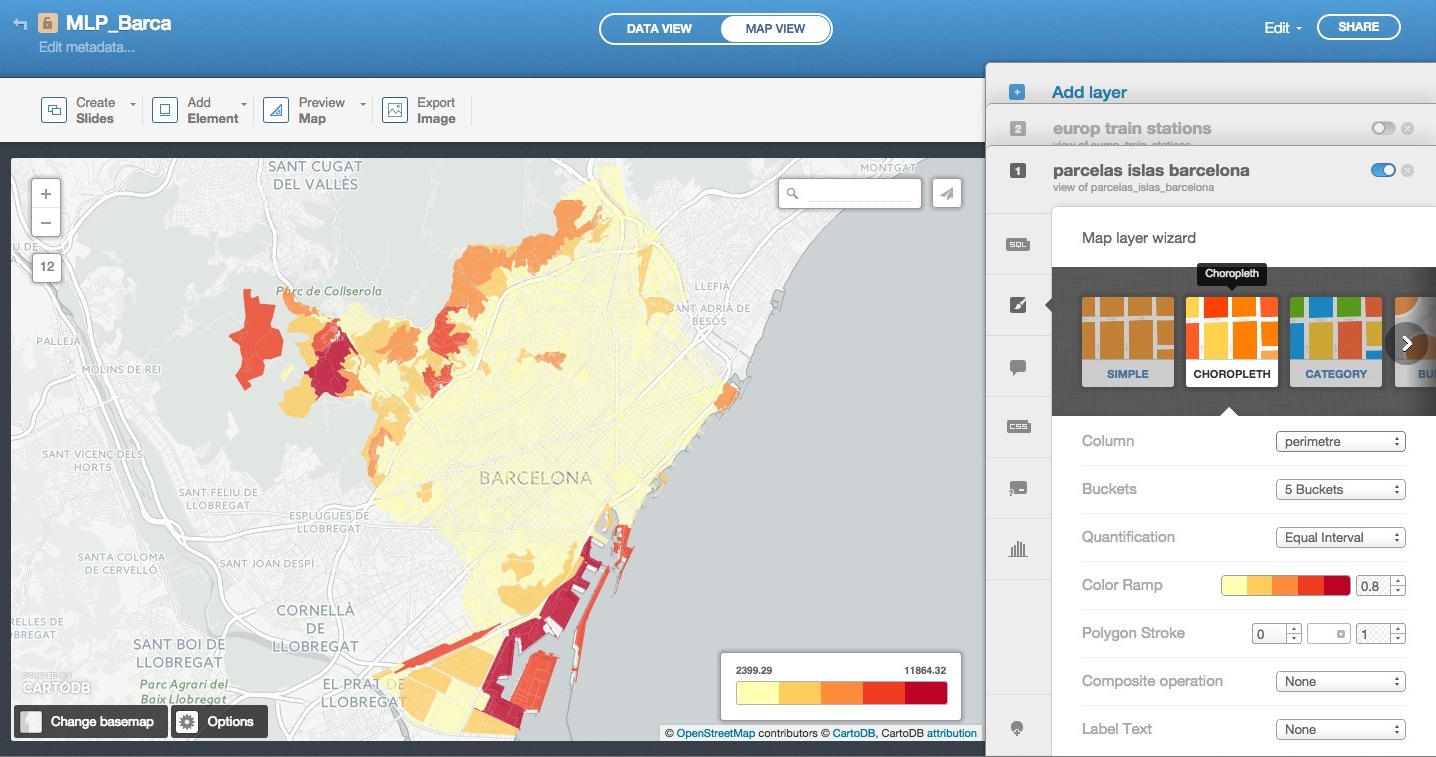 MLP_Barca
Edit metadata...
DATA VIEW
MAP VIEW
Edit
SHARE
Create
Slides
Add
Element
Preview
Map
Export
Image
+ Add layer
2 europ train stations
view of europ_train_stations
1 parcelas islas barcelona
view of parcelas_islas_barcelona
SQL
CSS
Map layer wizard
Choropleth
SIMPLE
CHOROPLETH
CATEGORY
BU
Column
perimetre
Buckets
5 Buckets
Quantification
Equal Interval
Color Ramp
0.8
Polygon Stroke
0
1
Composite operation
None
Label Text
None
+
−
12
SANT CUGAT
DEL VALLÈS
MONTGAT
Parc de Collserola
LLEFIÀ
SANT ADRIÀ DE
BESÒS
PALLEJÀ
MOLINS DE REI
BARCELONA
SANT VICENÇ DELS
HORTS
SANT FELIU DE
LLOBREGAT
ESPLUGUES DE
LLOBREGAT
SANTA COLOMA
DE CERVELLÓ
SANT JOAN DESPÍ
CORNELLÀ
DE
LLOBREGAT
RELLES DE
OBREGAT
SANT BOI DE
LLOBREGAT
Parc Agrari del
Baix Llobregat
EL PRAT DE
LLOBREGAT
POWERED BY
CARTODB
Change basemap
Options
2399.29
11864.32
© OpenStreetMap contributors © CartoDB, CartoDB attribution